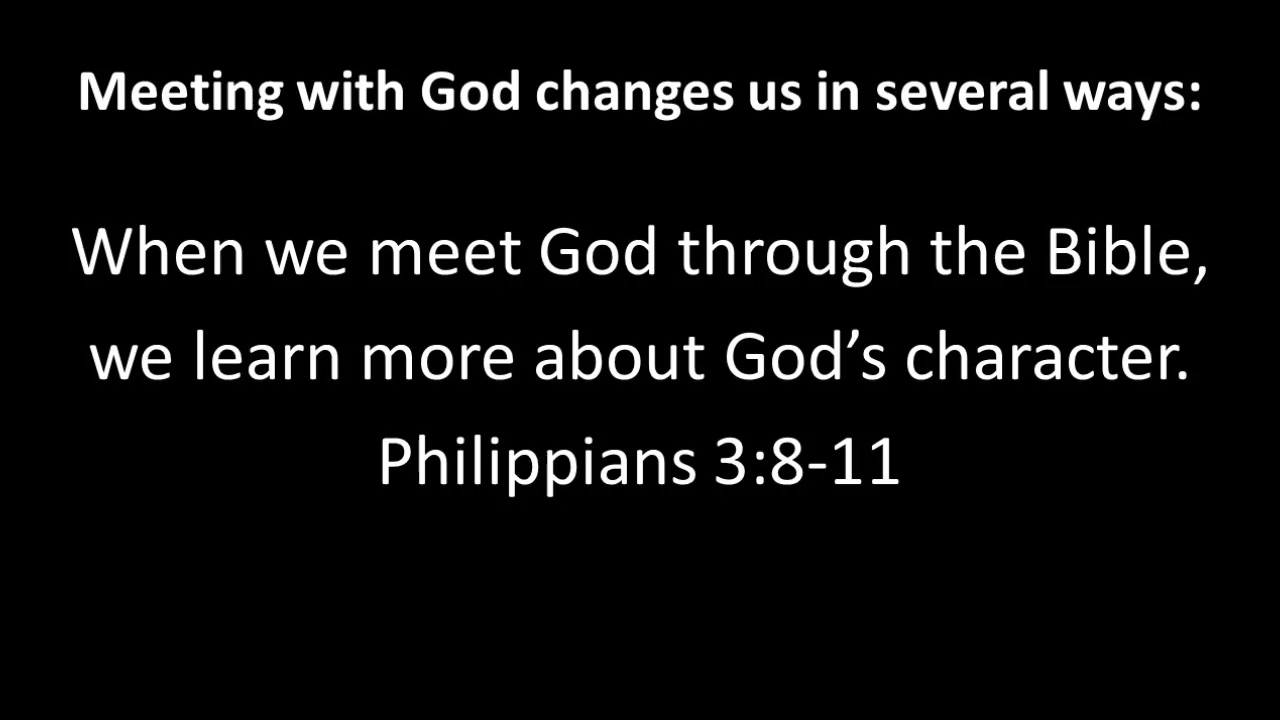 Meeting with God changes us in several ways:
When we meet God through the Bible,
we learn more about God’s character.
Philippians 3:8-11